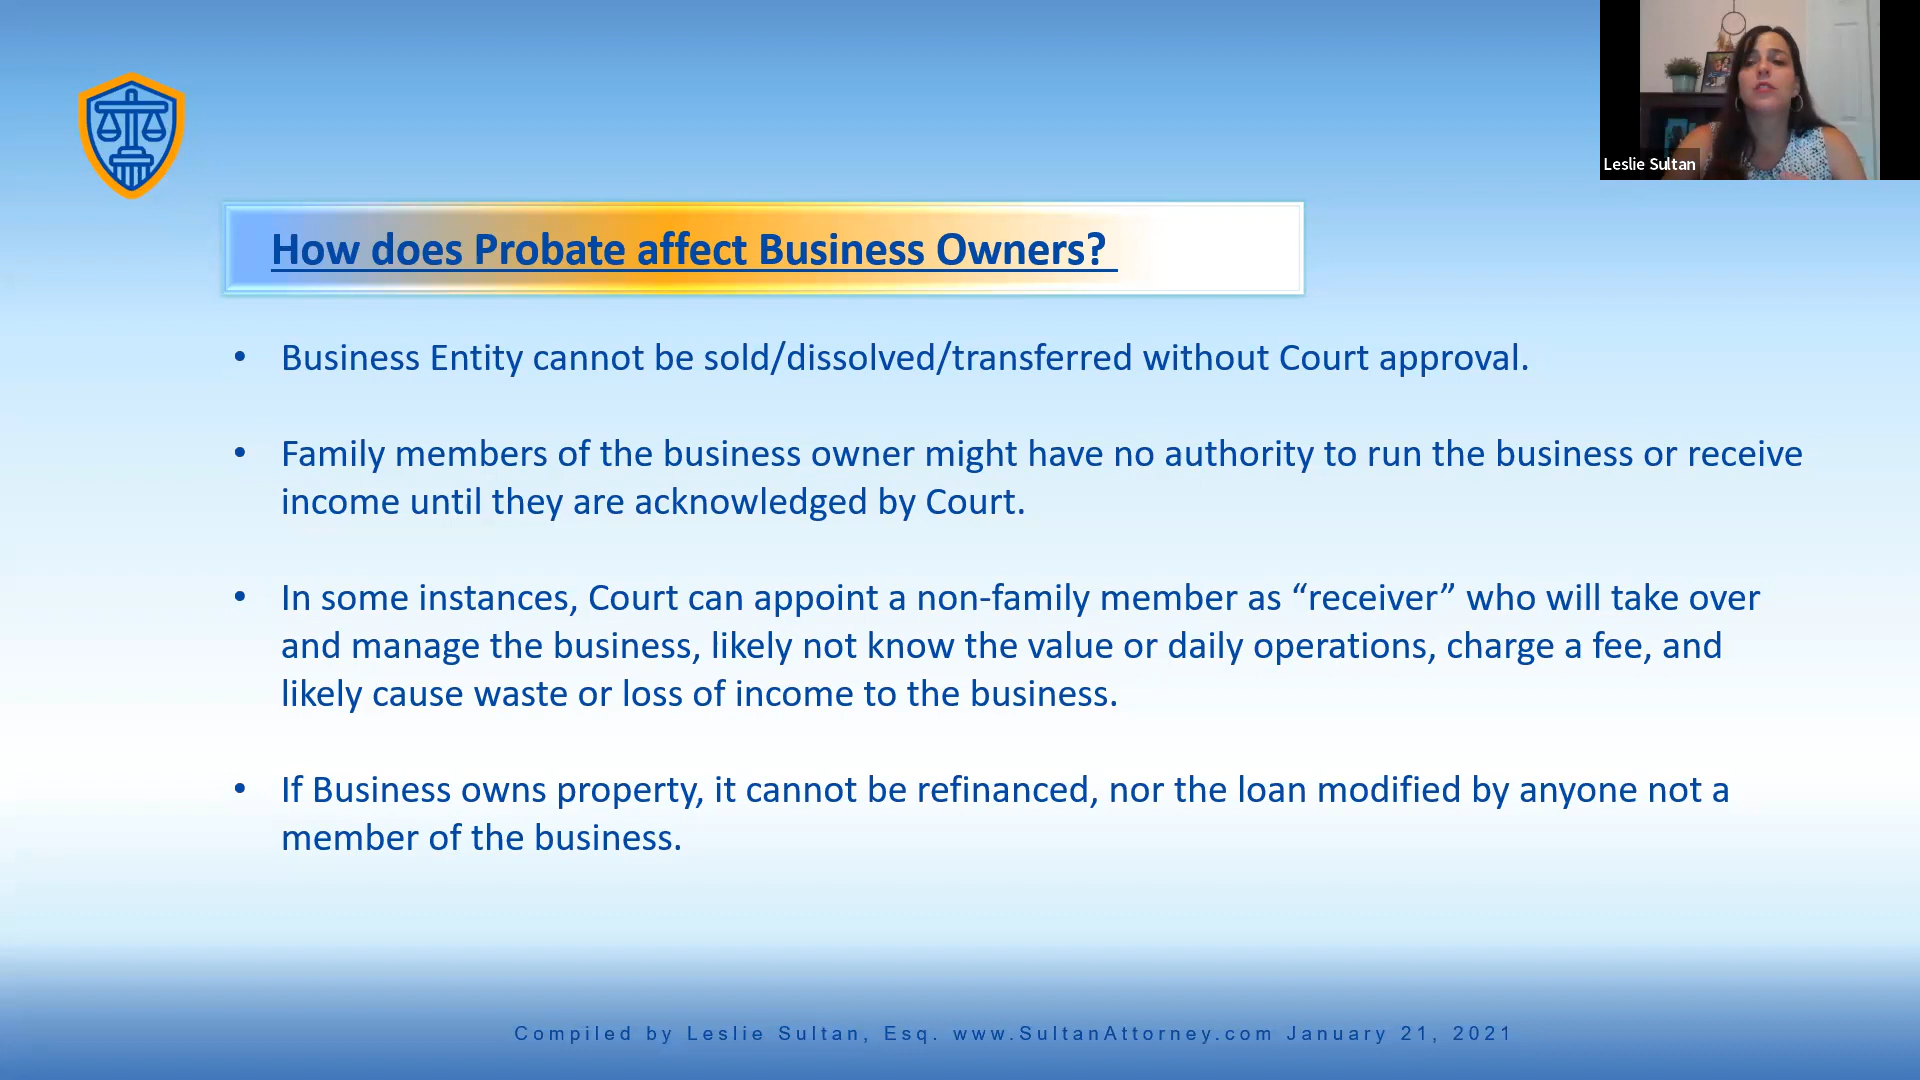 Leslie Sultan
How does Probate affect Business Owners?
• Business Entity cannot be sold/dissolved/transferred without Court approval.
• Family members of the business owner might have no authority to run the business or receive
income until they are acknowledged by Court.
• In some instances, Court can appoint a non-family member as “receiver” who will take over
and manage the business, likely not know the value or daily operations, charge a fee, and
likely cause waste or loss of income to the business.
• If Business owns property, it cannot be refinanced, nor the loan modified by anyone not a
member of the business.
Compiled by Leslie Sultan, Esq. www.SultanAttorney.com January 21, 2021